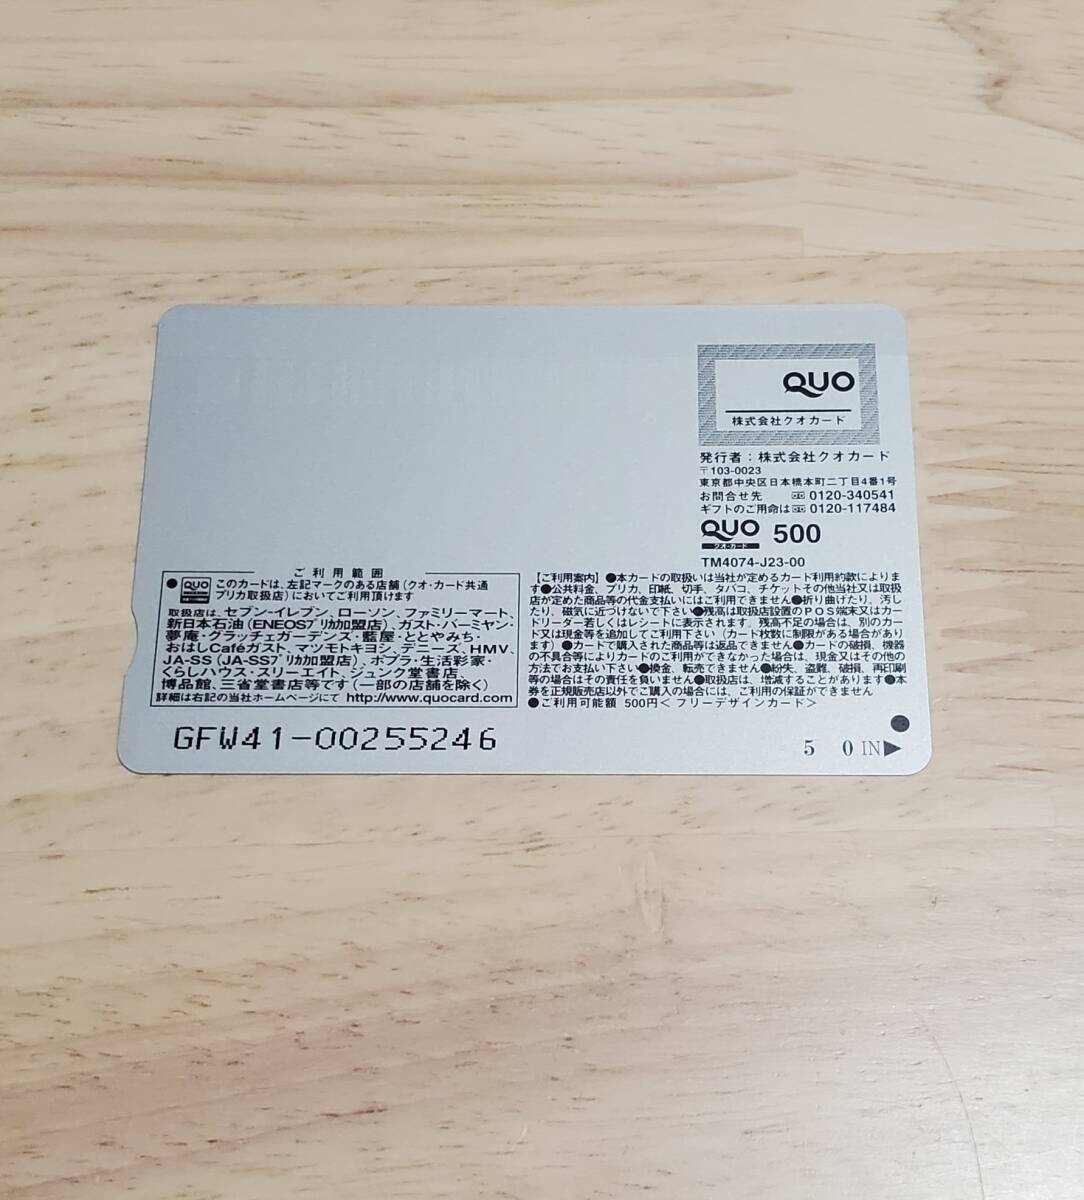 QUO
株式会社クオカード
発行者：株式会社クオカード
〒103-0023
東京都中央区日本橋本町二丁目4番1号
お問合せ先 0120-340541
ギフトのご用命は 0120-117484
QUO 500
クオ・カード
TM4074-J23-00
ご利用範囲
QUO
このカードは、左記マークのある店舗（クオ・カード共通
プリカ取扱店）においてご利用頂けます
取扱店は、セブン-イレブン、ローソン、ファミリーマート、
新日本石油（ENEOSプリカ加盟店）、ガスト・バーミヤン・
夢庵・グラッチェガーデンズ・藍屋・ととやみち・
おはしCaféガスト、マツモトキヨシ、デニーズ、HMV、
JA-SS（JA-SSプリカ加盟店）、ポプラ・生活彩家・
くらしハウス・スリーエイト、ジュンク堂書店、
博品館、三省堂書店等です（一部の店舗を除く）
詳細は右記の当社ホームページにて http://www.quocard.com
【ご利用案内】●本カードの取扱いは当社が定めるカード利用約款によりま
す●公共料金、プリカ、印紙、切手、タバコ、チケットその他当社又は取扱
店が定めた商品等の代金支払いにはご利用できません●折り曲げたり、汚し
たり、磁気に近づけないで下さい●残高は取扱店設置のPOS端末又はカー
ドリーダー若しくはレシートに表示されます。残高不足の場合は、別のカー
ド又は現金等を追加してご利用下さい（カード枚数に制限がある場合があり
ます）●カードで購入された商品等は返品できません●カードの破損、機器
の不具合等によりカードのご利用ができなかった場合は、現金又はその他の
方法でお支払い下さい●換金、転売できません●紛失、盗難、破損、再印刷
等の場合はその責任を負いません●取扱店は、増減することがあります●本
券を正規販売店以外でご購入の場合には、ご利用の保証ができません
●ご利用可能額 500円＜フリーデザインカード＞
GFW41-00255246
5 0 IN▶